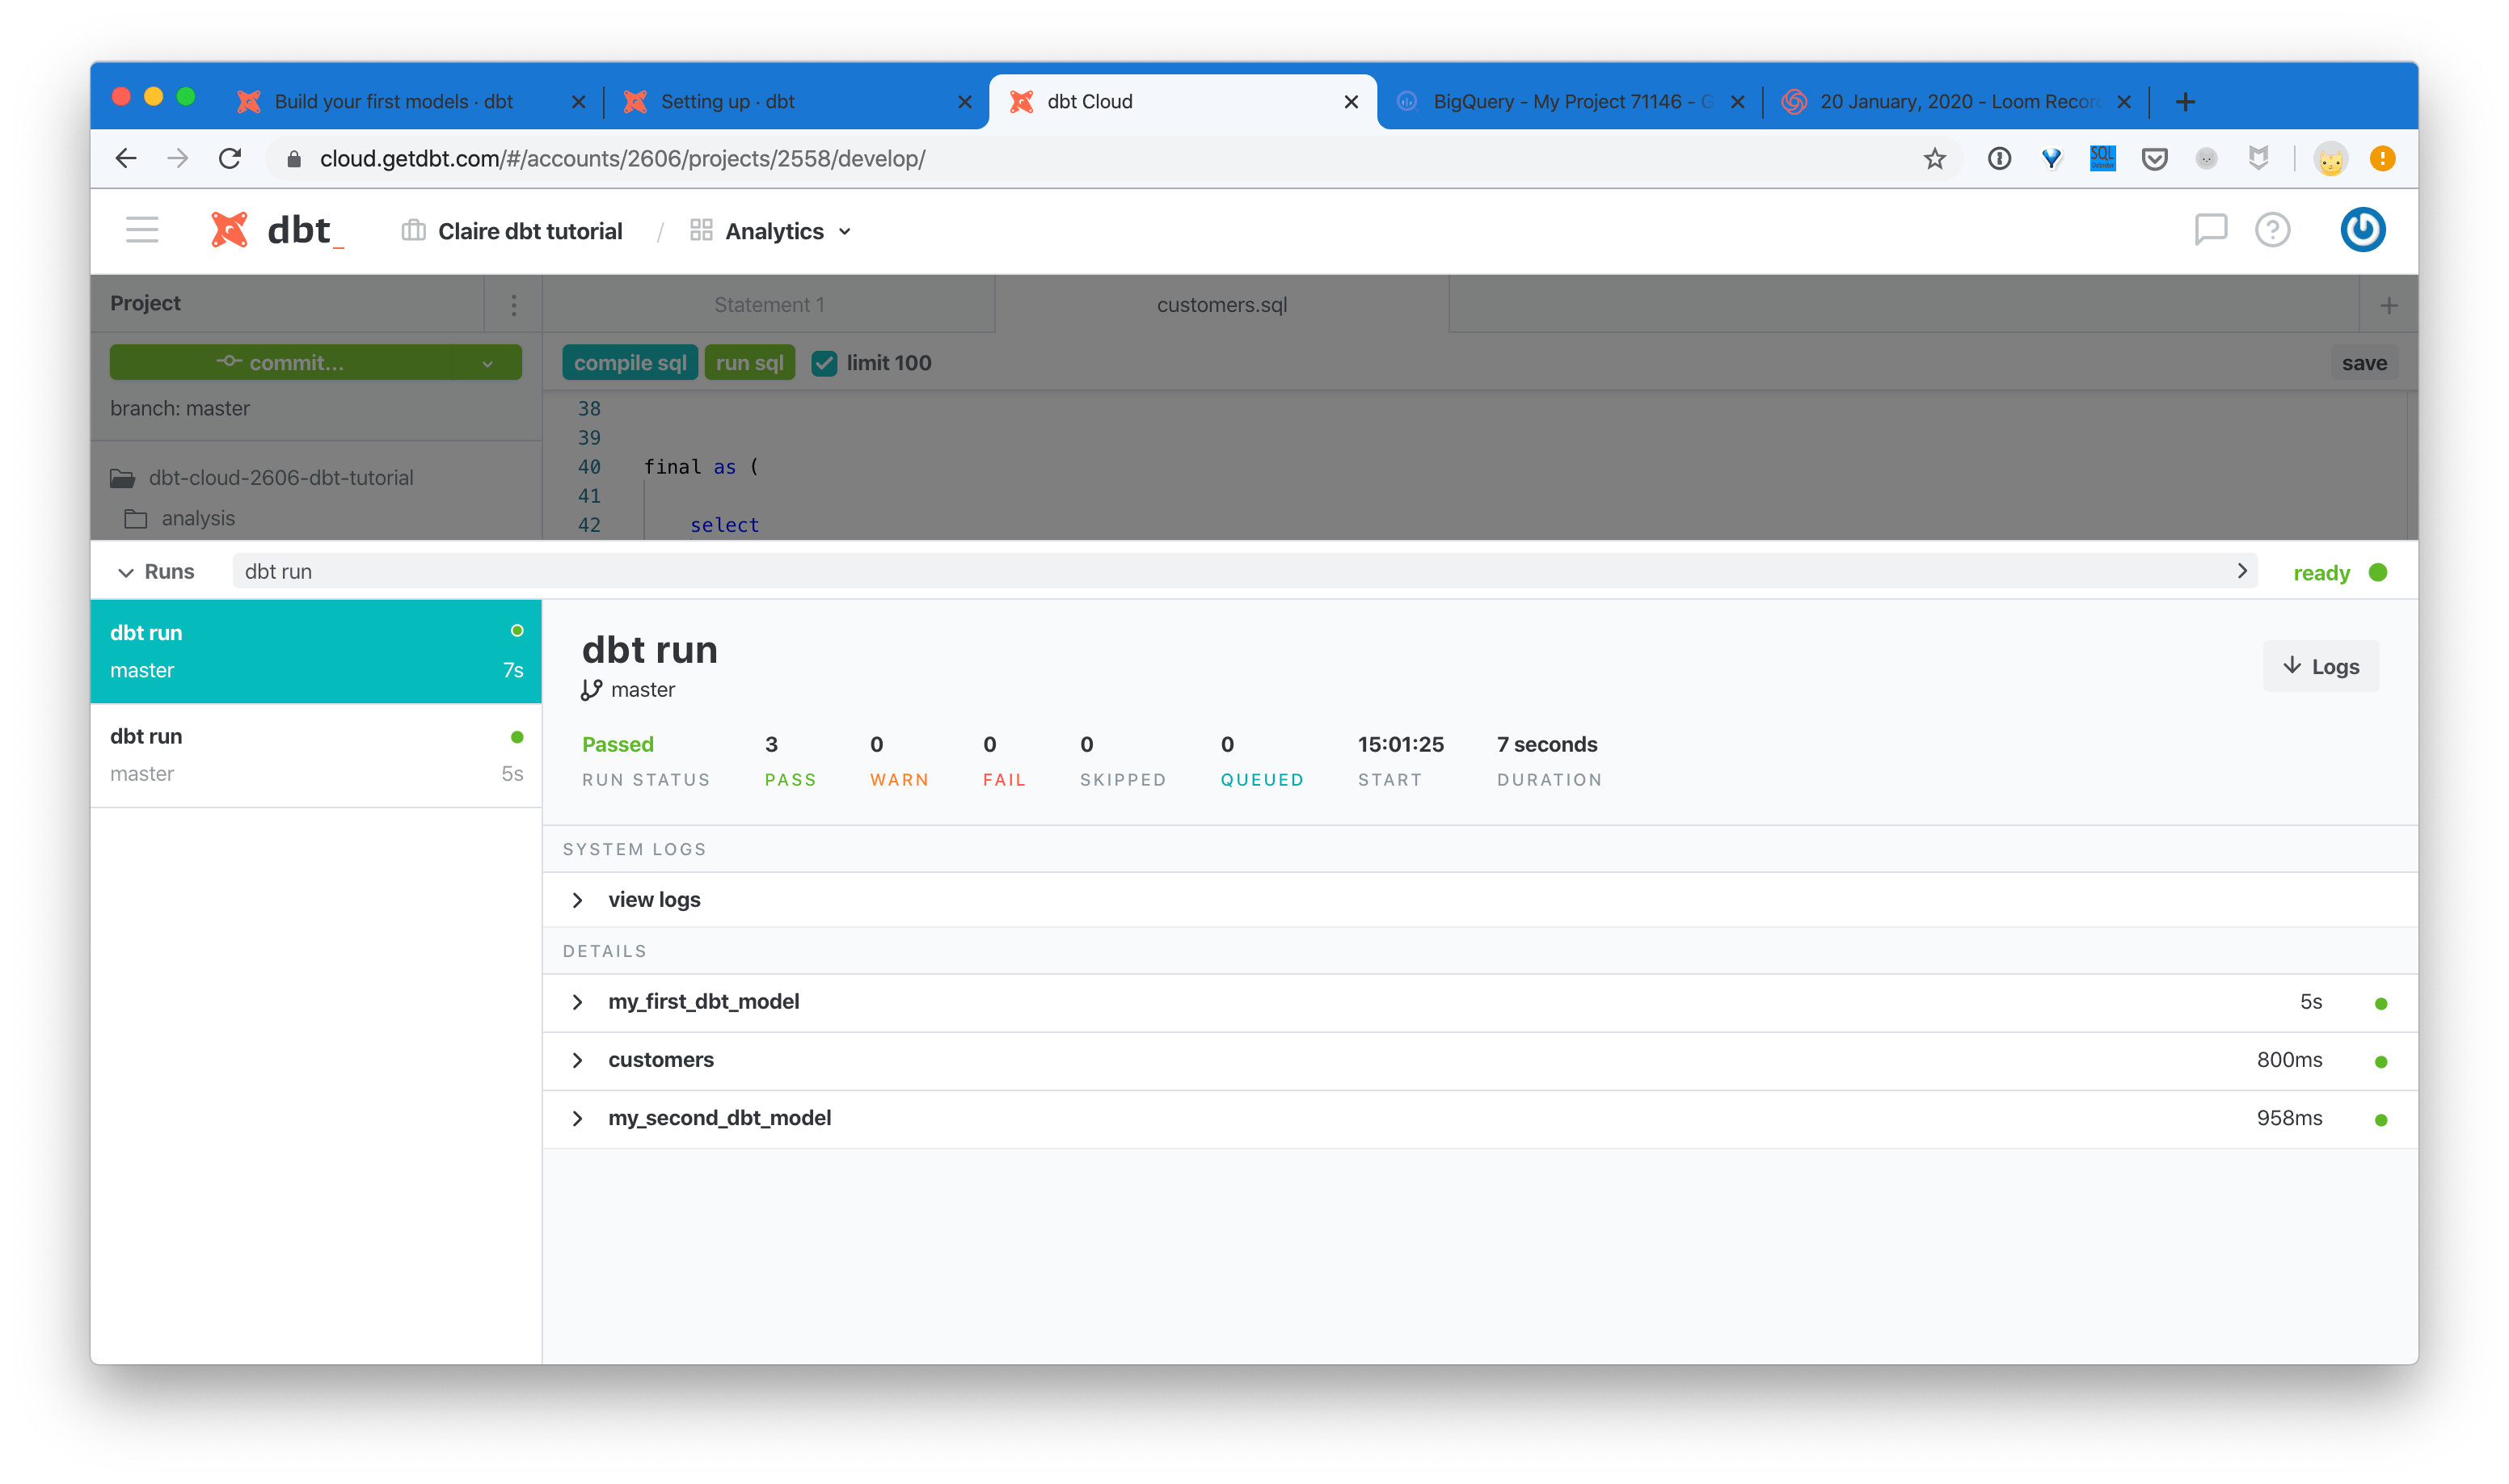 Build your first models · dbt
Setting up · dbt
dbt Cloud
BigQuery - My Project 71146 - G
20 January, 2020 - Loom Recor
cloud.getdbt.com/#/accounts/2606/projects/2558/develop/
SQL
dbt_
Claire dbt tutorial / Analytics
Project
Statement 1
customers.sql
commit...
compile sql
run sql
limit 100
save
branch: master
38
39
40 final as (
41
42 select
dbt-cloud-2606-dbt-tutorial
analysis
Runs
dbt run
ready
dbt run
master 7s
dbt run
master 5s
dbt run
master
Logs
Passed 3 0 0 0 0 15:01:25 7 seconds
RUN STATUS PASS WARN FAIL SKIPPED QUEUED START DURATION
SYSTEM LOGS
view logs
DETAILS
my_first_dbt_model 5s
customers 800ms
my_second_dbt_model 958ms